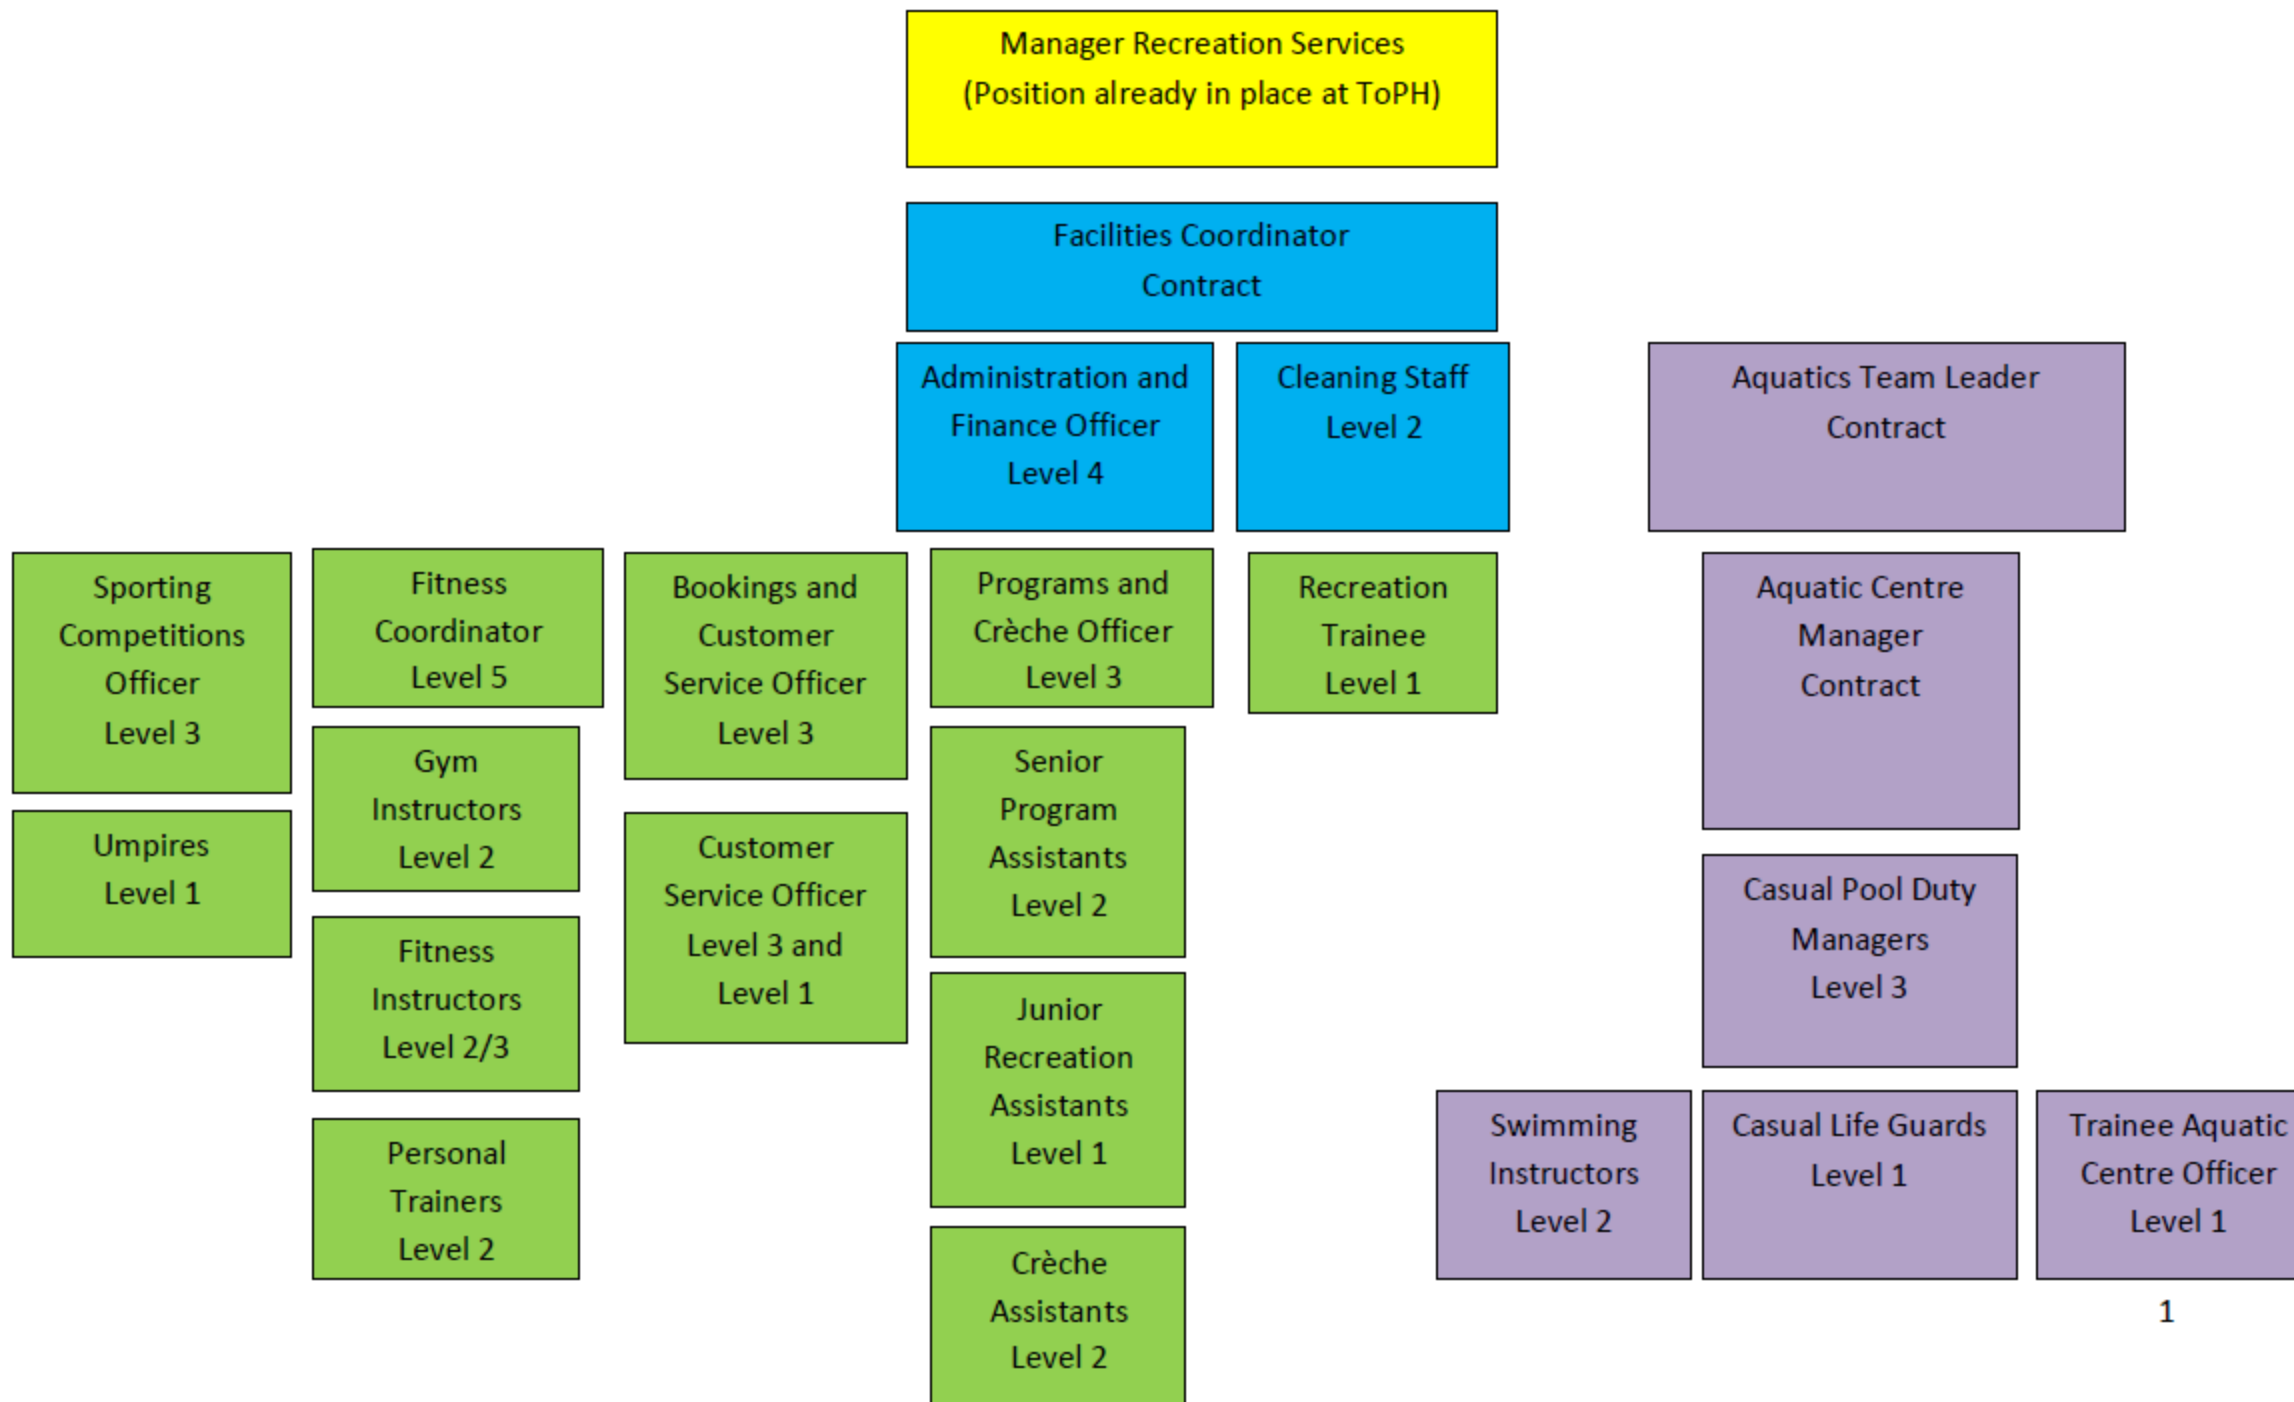 Manager Recreation Services
(Position already in place at ToPH)
Facilities Coordinator
Contract
Administration and
Finance Officer
Level 4
Cleaning Staff
Level 2
Aquatics Team Leader
Contract
Sporting
Competitions
Officer
Level 3
Fitness
Coordinator
Level 5
Bookings and
Customer
Service Officer
Level 3
Programs and
Crèche Officer
Level 3
Recreation
Trainee
Level 1
Aquatic Centre
Manager
Contract
Umpires
Level 1
Gym
Instructors
Level 2
Customer
Service Officer
Level 3 and
Level 1
Senior
Program
Assistants
Level 2
Casual Pool Duty
Managers
Level 3
Fitness
Instructors
Level 2/3
Junior
Recreation
Assistants
Level 1
Personal
Trainers
Level 2
Swimming
Instructors
Level 2
Casual Life Guards
Level 1
Trainee Aquatic
Centre Officer
Level 1
Crèche
Assistants
Level 2
1